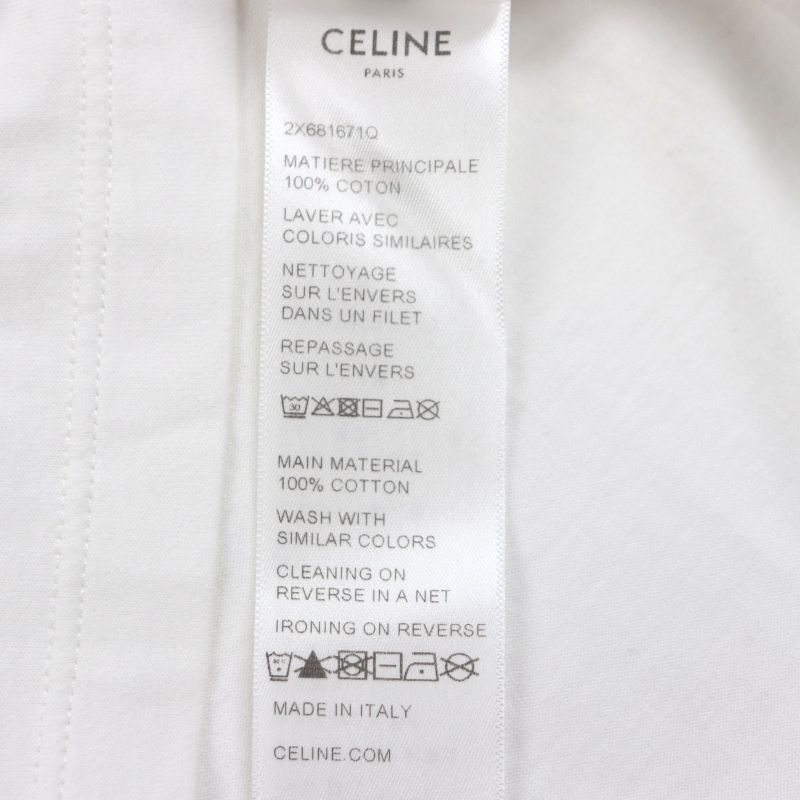 CELINE
PARIS
2X681671Q
MATIERE PRINCIPALE
100% COTON
LAVER AVEC
COLORIS SIMILAIRES
NETTOYAGE
SUR L'ENVERS
DANS UN FILET
REPASSAGE
SUR L'ENVERS
30
MAIN MATERIAL
100% COTTON
WASH WITH
SIMILAR COLORS
CLEANING ON
REVERSE IN A NET
IRONING ON REVERSE
MADE IN ITALY
CELINE.COM